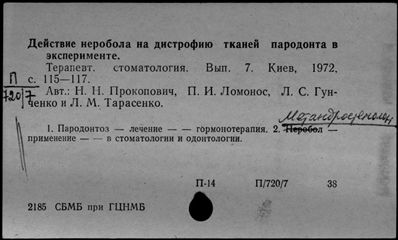 Действие неробола на дистрофию тканей пародонта в
эксперименте.
Терапевт. стоматология. Вып. 7. Киев, 1972,
с. 115—117.
П
720/7
Авт.: Н. Н. Прокопович, П. И. Ломонос, Л. С. Гун-
ченко и Л. М. Тарасенко.
Метандростенолон
1. Пародонтоз — лечение — — гормонотерапия. 2. Неробол —
применение — — в стоматологии и одонтологии.
П-14 П/720/7 38
2185 СБМБ при ГЦНМБ